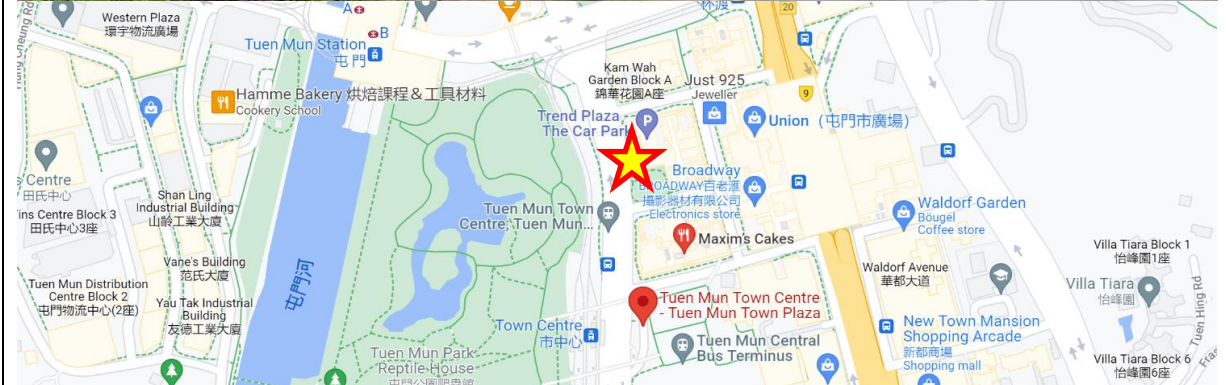 Western Plaza
環宇物流廣場
A
B
Tuen Mun Station
屯門
20
Hamme Bakery 烘焙課程&工具材料
Cookery School
Kam Wah
Garden Block A
錦華花園A座
Just 925
Jeweller
9
Trend Plaza -
The Car Park
P
Union (屯門市廣場)
s Centre
田氏中心
ins Centre Block 3
田氏中心3座
Shan Ling
Industrial Building
山齡工業大廈
Broadway
BROADWAY百老滙
攝影器材有限公司
Electronics store
Tuen Mun Town
Centre, Tuen Mun...
Maxim's Cakes
Waldorf Garden
Bōugel
Coffee store
Villa Tiara Block 1
怡峰園1座
Vane's Building
范氏大廈
屯門河
Waldorf Avenue
華都大道
Villa Tiara
怡峰園
Tuen Mun Distribution
Centre Block 2
屯門物流中心(2座)
Yau Tak Industrial
Building
友德工業大廈
Tuen Mun Town Centre
- Tuen Mun Town Plaza
Town Centre
市中心
Tuen Mun Central
Bus Terminus
New Town Mansion
Shopping Arcade
新都商場
Shopping mall
Tuen Hing Rd
Tuen Mun Park
Reptile House
Villa Tiara Block 6
怡峰園6座